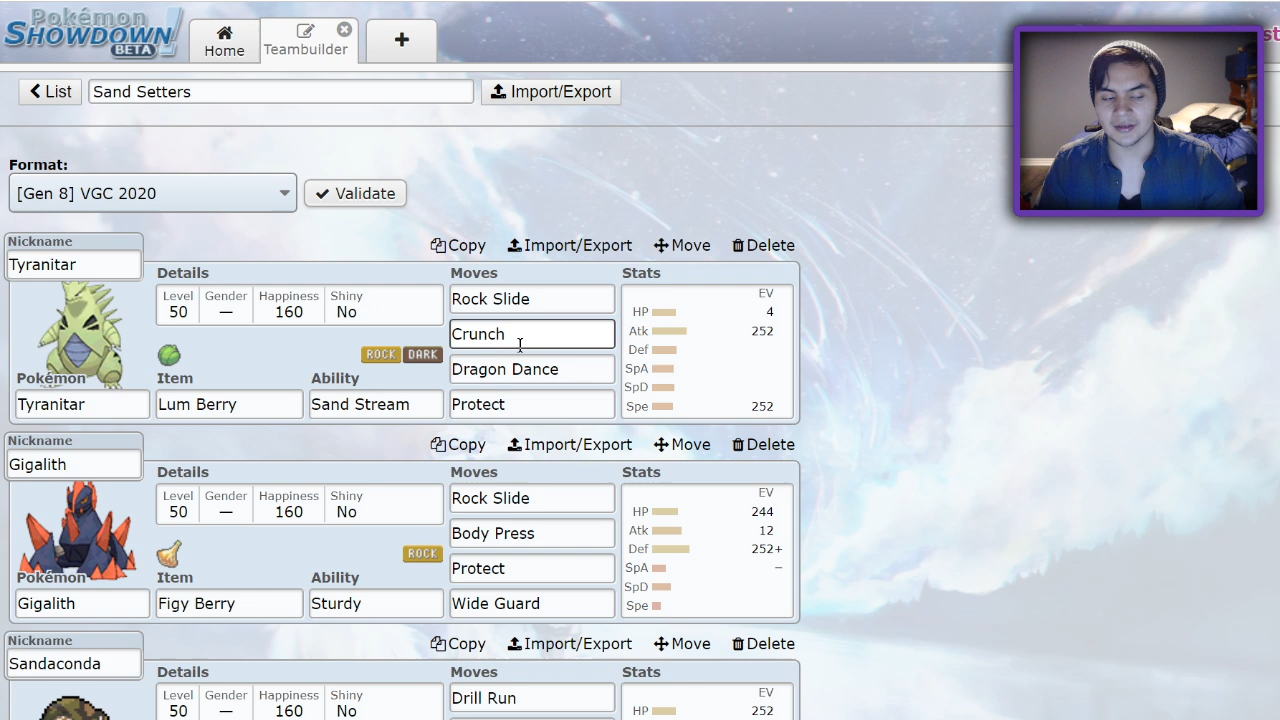 Pokémon
SHOWDOWN!
BETA
Home
Teambuilder
+
st
List
Sand Setters
Import/Export
Format:
[Gen 8] VGC 2020
Validate
Nickname
Tyranitar
Copy Import/Export Move Delete
Details Moves Stats
Level Gender Happiness Shiny
50 — 160 No
Rock Slide
Crunch
Dragon Dance
Protect
EV
HP 4
Atk 252
Def
SpA
SpD
Spe 252
ROCK DARK
Pokémon Item Ability
Tyranitar Lum Berry Sand Stream
Nickname
Gigalith
Copy Import/Export Move Delete
Details Moves Stats
Level Gender Happiness Shiny
50 — 160 No
Rock Slide
Body Press
Protect
Wide Guard
EV
HP 244
Atk 12
Def 252+
SpA −
SpD
Spe
ROCK
Pokémon Item Ability
Gigalith Figy Berry Sturdy
Nickname
Sandaconda
Copy Import/Export Move Delete
Details Moves Stats
Level Gender Happiness Shiny
50 — 160 No
Drill Run
EV
HP 252